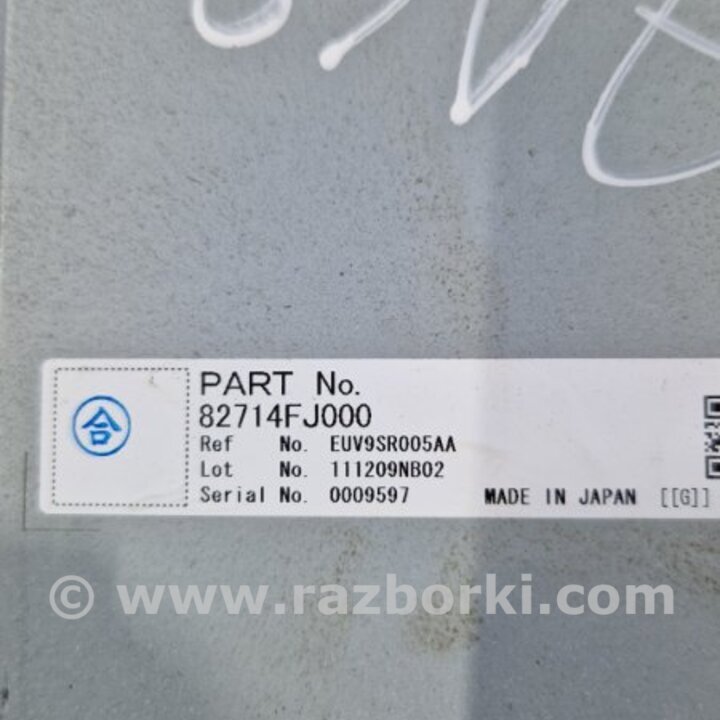 合
PART No.
82714FJ000
Ref No. EUV9SR005AA
Lot No. 111209NB02
Serial No. 0009597 MADE IN JAPAN [[G]]
© www.razborki.com